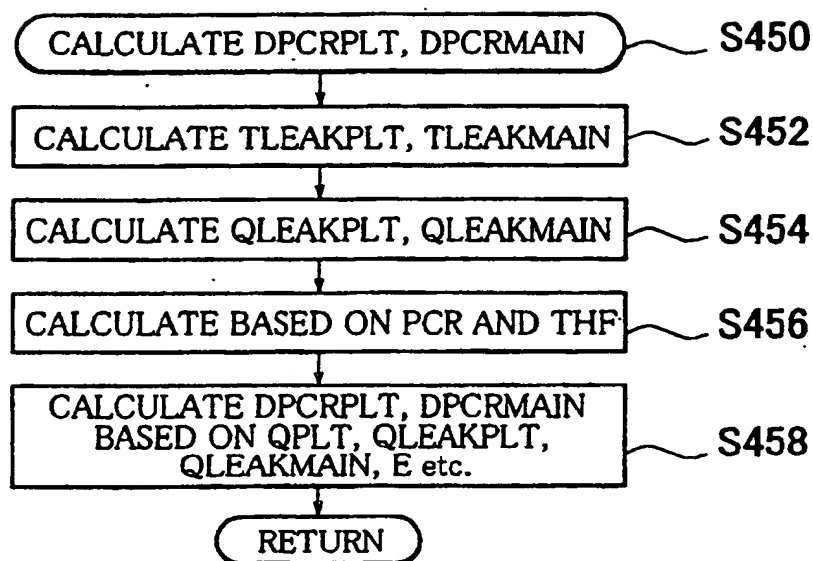 CALCULATE DPCRPLT, DPCRMAIN S450
CALCULATE TLEAKPLT, TLEAKMAIN S452
CALCULATE QLEAKPLT, QLEAKMAIN S454
CALCULATE BASED ON PCR AND THF S456
CALCULATE DPCRPLT, DPCRMAIN
BASED ON QPLT, QLEAKPLT, S458
QLEAKMAIN, E etc.
RETURN